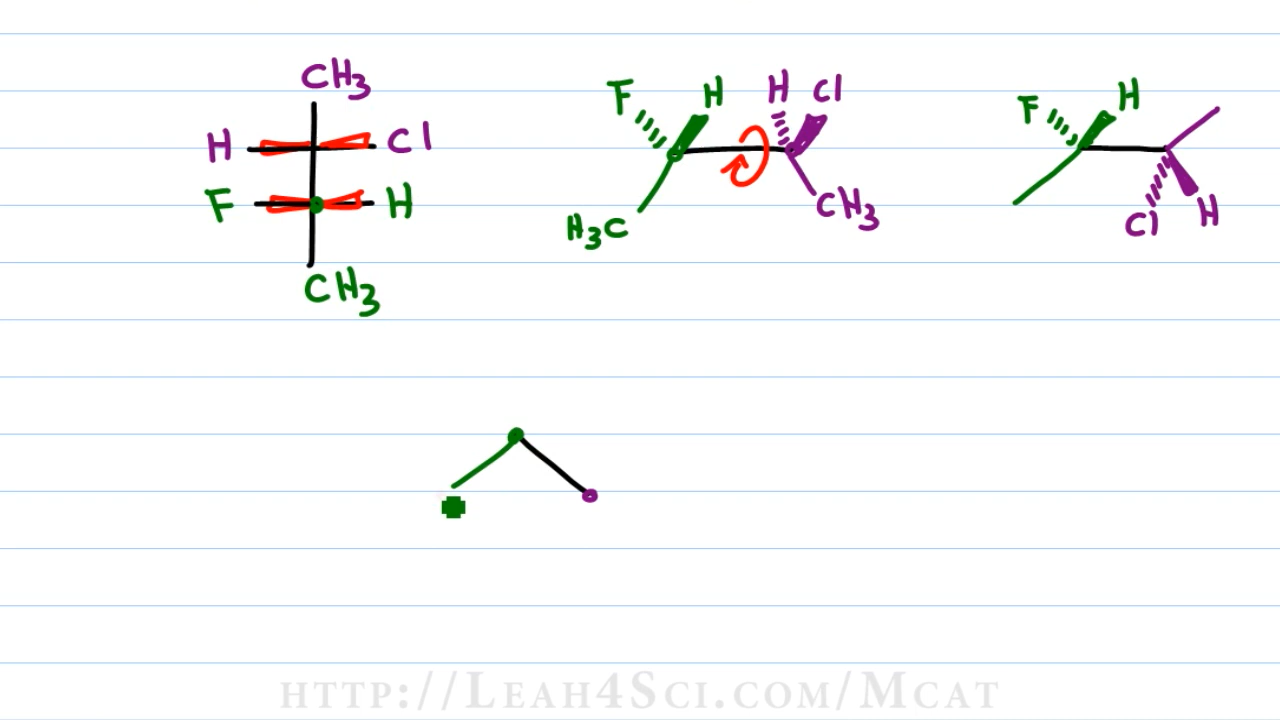 CH3
H Cl
F H
CH3
F H H Cl
H3C CH3
F H
Cl H
HTTP://LEAH4SCI.COM/MCAT